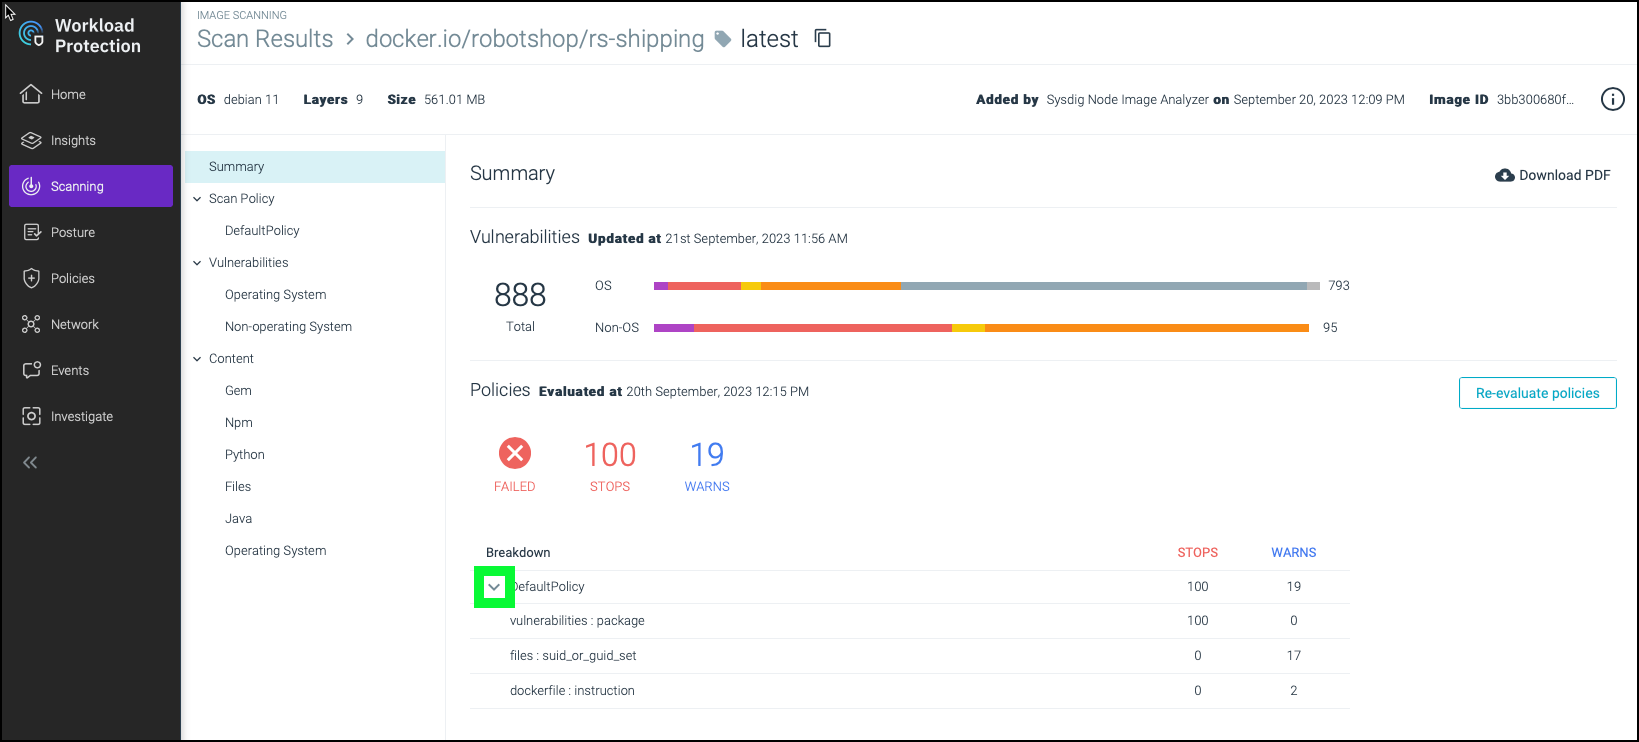 Workload
Protection
Home
Insights
Scanning
Posture
Policies
Network
Events
Investigate
IMAGE SCANNING
Scan Results > docker.io/robotshop/rs-shipping latest
OS debian 11 Layers 9 Size 561.01 MB
Added by Sysdig Node Image Analyzer on September 20, 2023 12:09 PM Image ID 3bb300680f...
Summary
Scan Policy
DefaultPolicy
Vulnerabilities
Operating System
Non-operating System
Content
Gem
Npm
Python
Files
Java
Operating System
Summary
Download PDF
Vulnerabilities Updated at 21st September, 2023 11:56 AM
888
Total
OS 793
Non-OS 95
Policies Evaluated at 20th September, 2023 12:15 PM
Re-evaluate policies
FAILED
100
STOPS
19
WARNS
Breakdown STOPS WARNS
DefaultPolicy 100 19
vulnerabilities : package 100 0
files : suid_or_guid_set 0 17
dockerfile : instruction 0 2